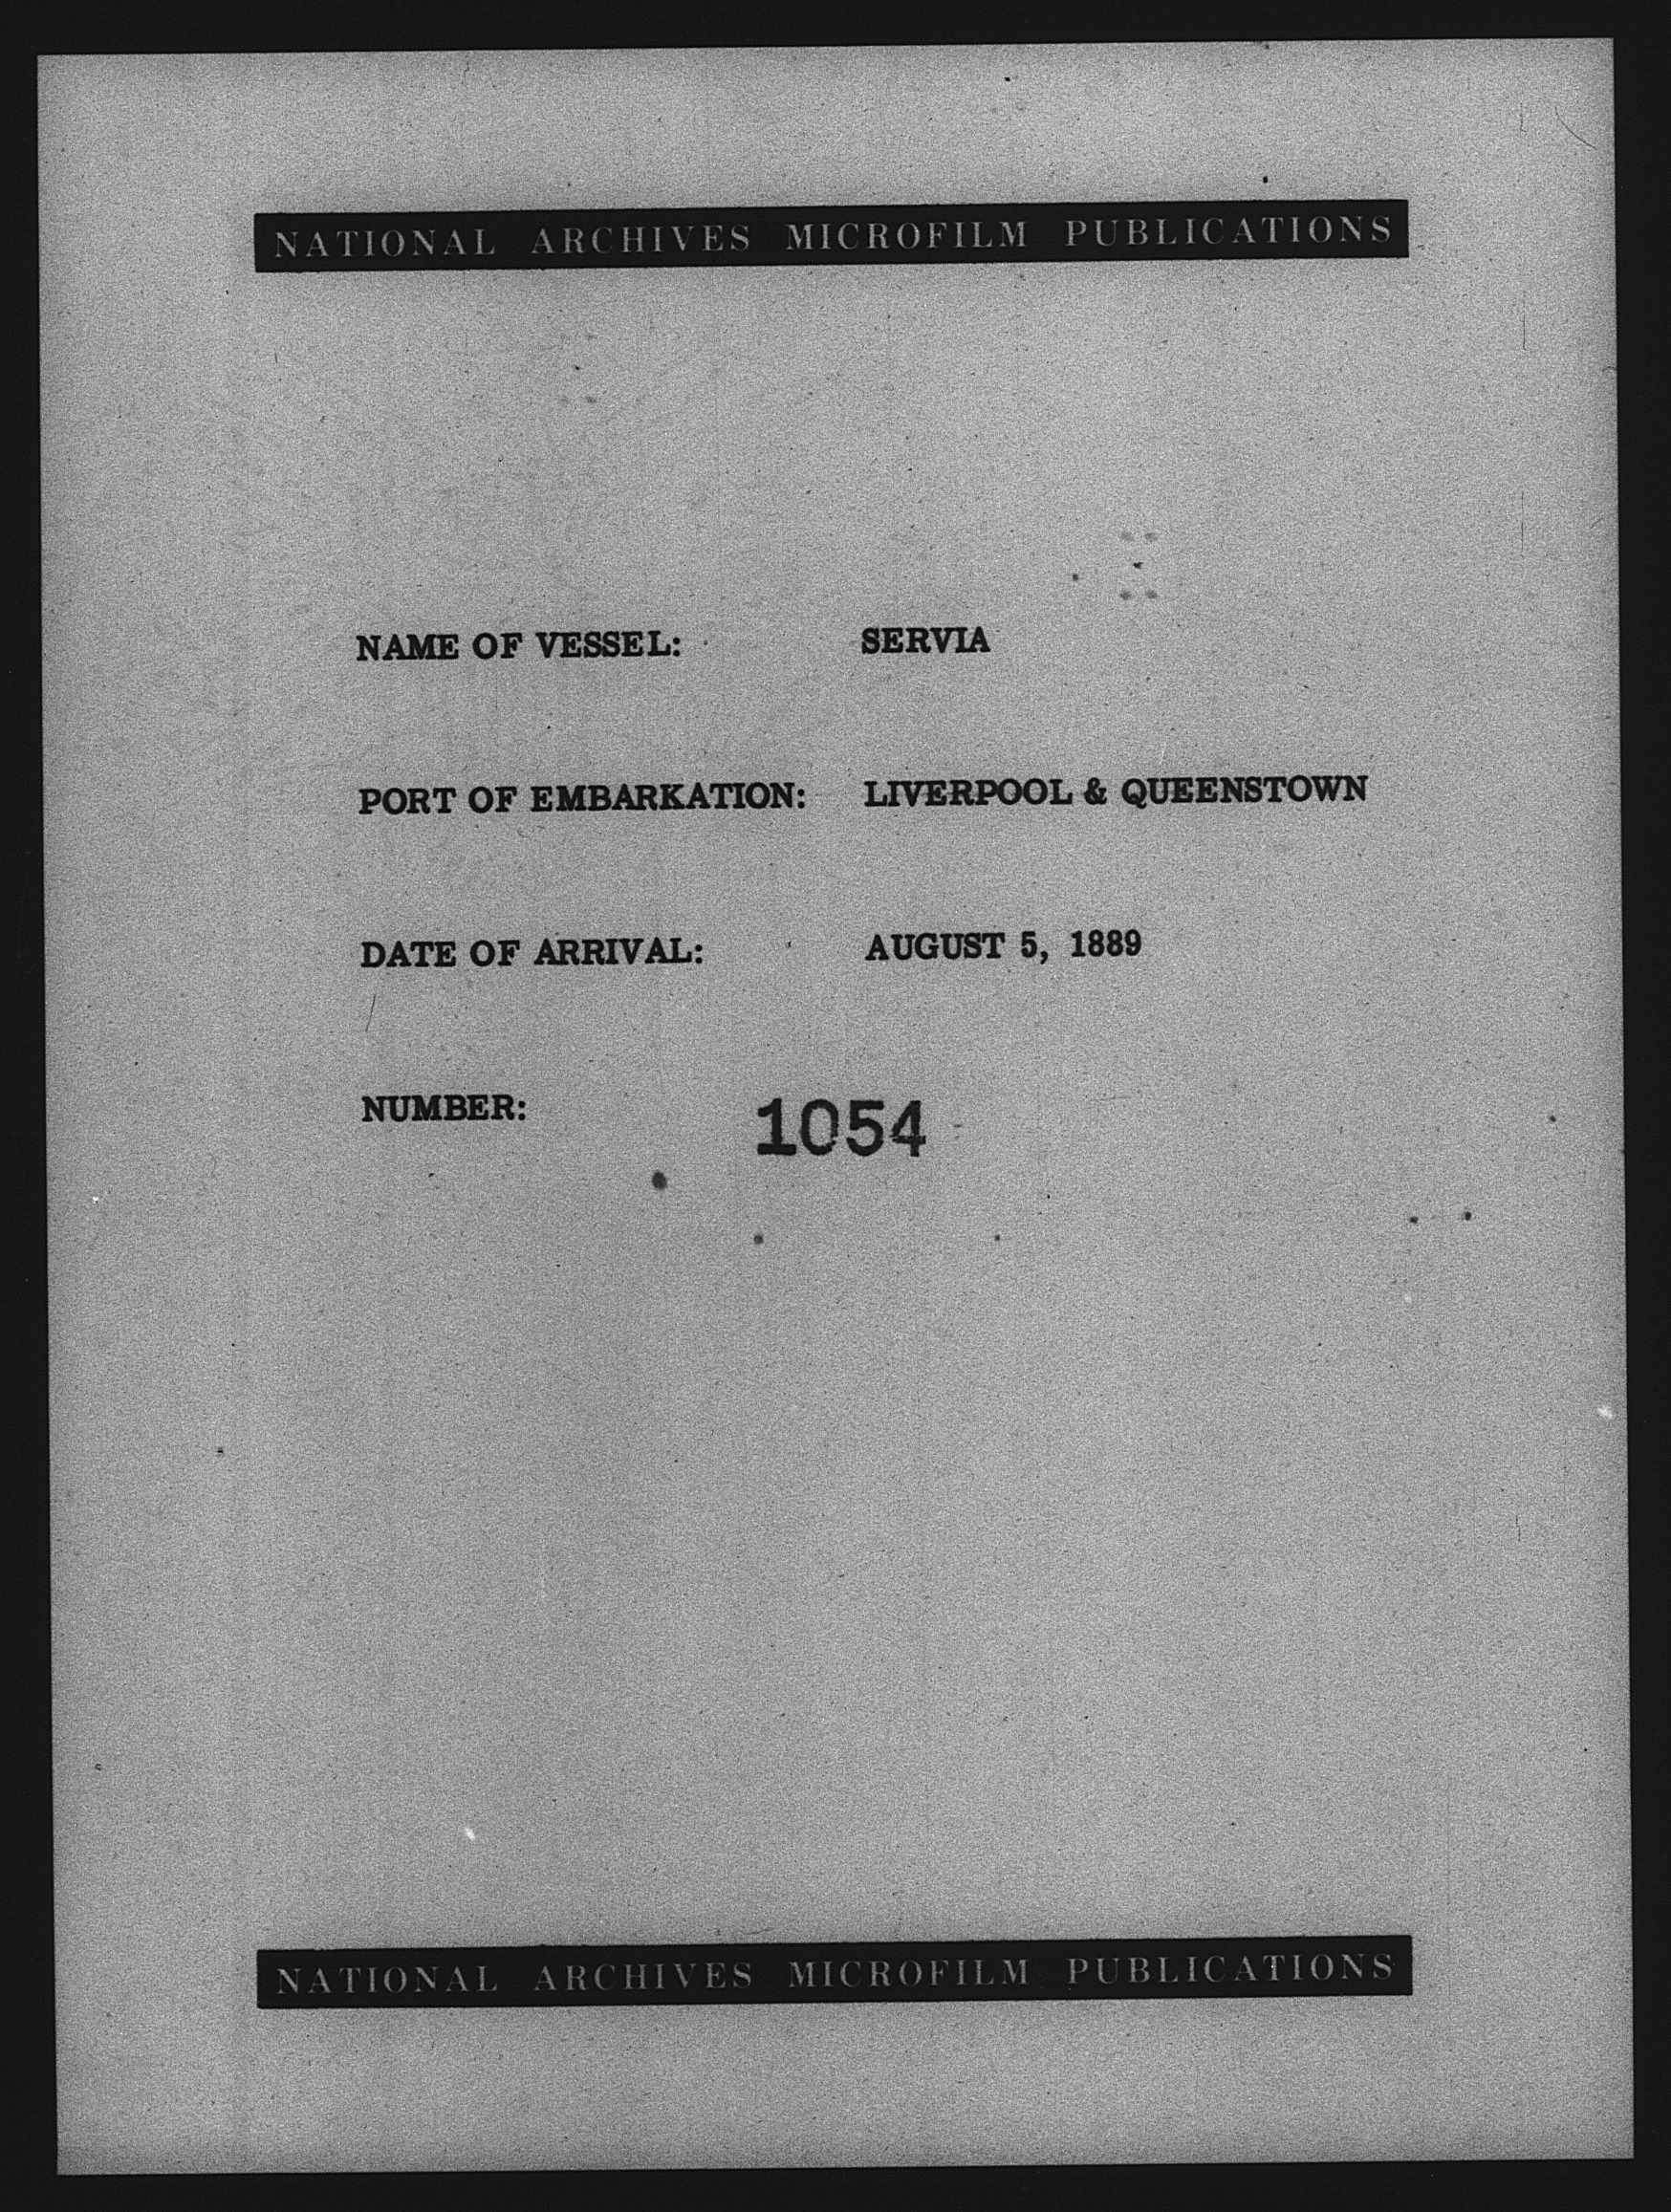 NATIONAL ARCHIVES MICROFILM PUBLICATIONS
NAME OF VESSEL: SERVIA
PORT OF EMBARKATION: LIVERPOOL & QUEENSTOWN
DATE OF ARRIVAL: AUGUST 5, 1889
NUMBER: 1054
NATIONAL ARCHIVES MICROFILM PUBLICATIONS